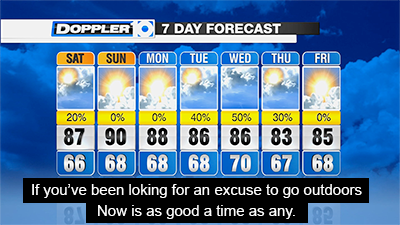 DOPPLER 7 DAY FORECAST
SAT SUN MON TUE WED THU FRI
20% 0% 0% 40% 50% 30% 0%
87 90 88 86 86 83 85
66 68 68 68 70 67 68
If you've been loking for an excuse to go outdoors
Now is as good a time as any.